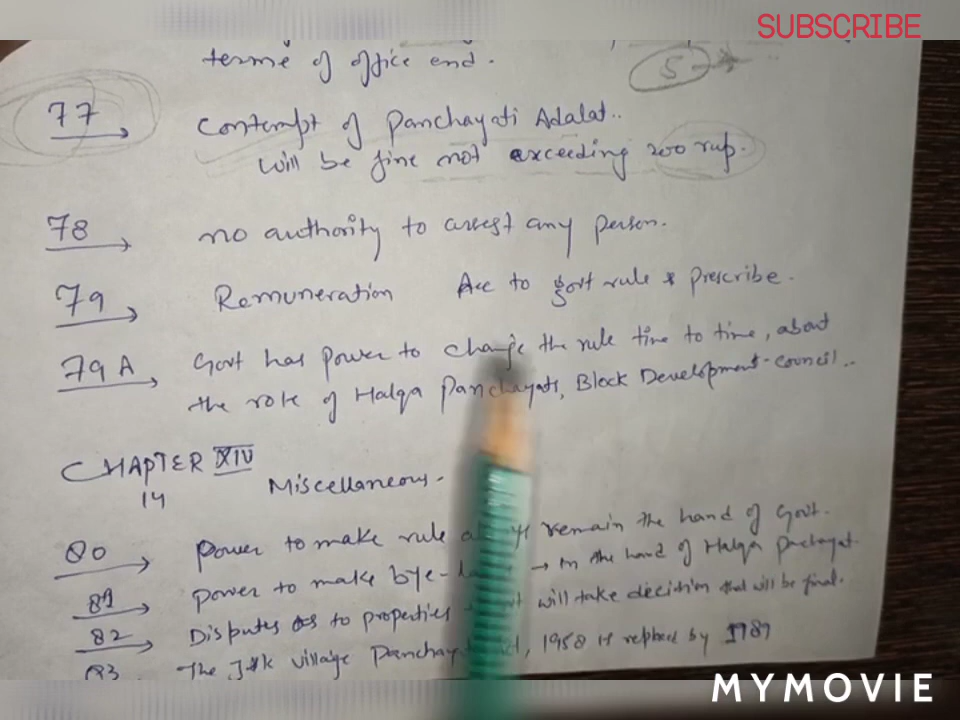 SUBSCRIBE
terme of office end.
5
77 Contempt of Panchayati Adalat..
will be fine not exceeding 200 rup.
78 no authority to arrest any person.
79 Remuneration Acc to govt rule & prescribe.
79 A Govt has power to change the rule time to time, about
the role of Halqa Panchayats, Block Development-council..
CHAPTER XIV
14 Miscellaneous.
80 Power to make rule remain the hand of Govt.
81 Power to make bye- → in the hand of Halqa pachayat
82 Disputes as to properties will take decition that will be final.
83 The J&k village Panchayat , 1958 is replaced by 1989
MYMOVIE